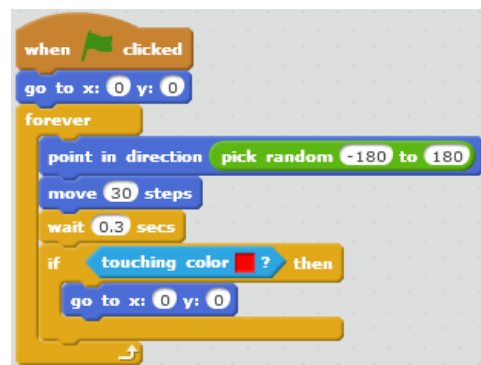 when clicked
go to x: 0 y: 0
forever
point in direction pick random -180 to 180
move 30 steps
wait 0.3 secs
if touching color ? then
go to x: 0 y: 0